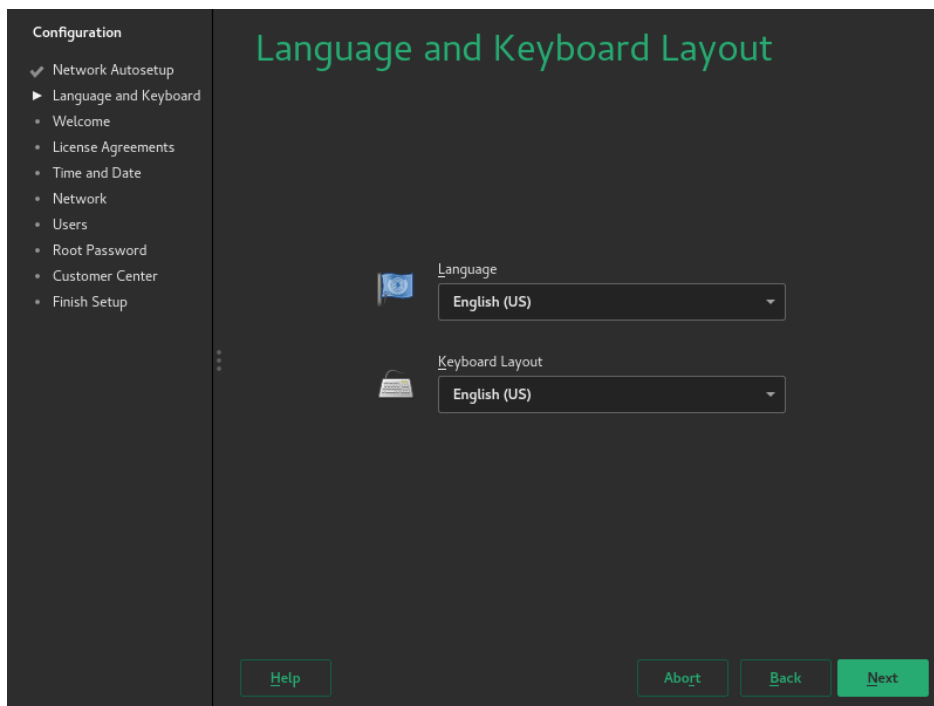 Configuration
Network Autosetup
Language and Keyboard
Welcome
License Agreements
Time and Date
Network
Users
Root Password
Customer Center
Finish Setup
Language and Keyboard Layout
Language
English (US)
Keyboard Layout
English (US)
Help
Abort
Back
Next